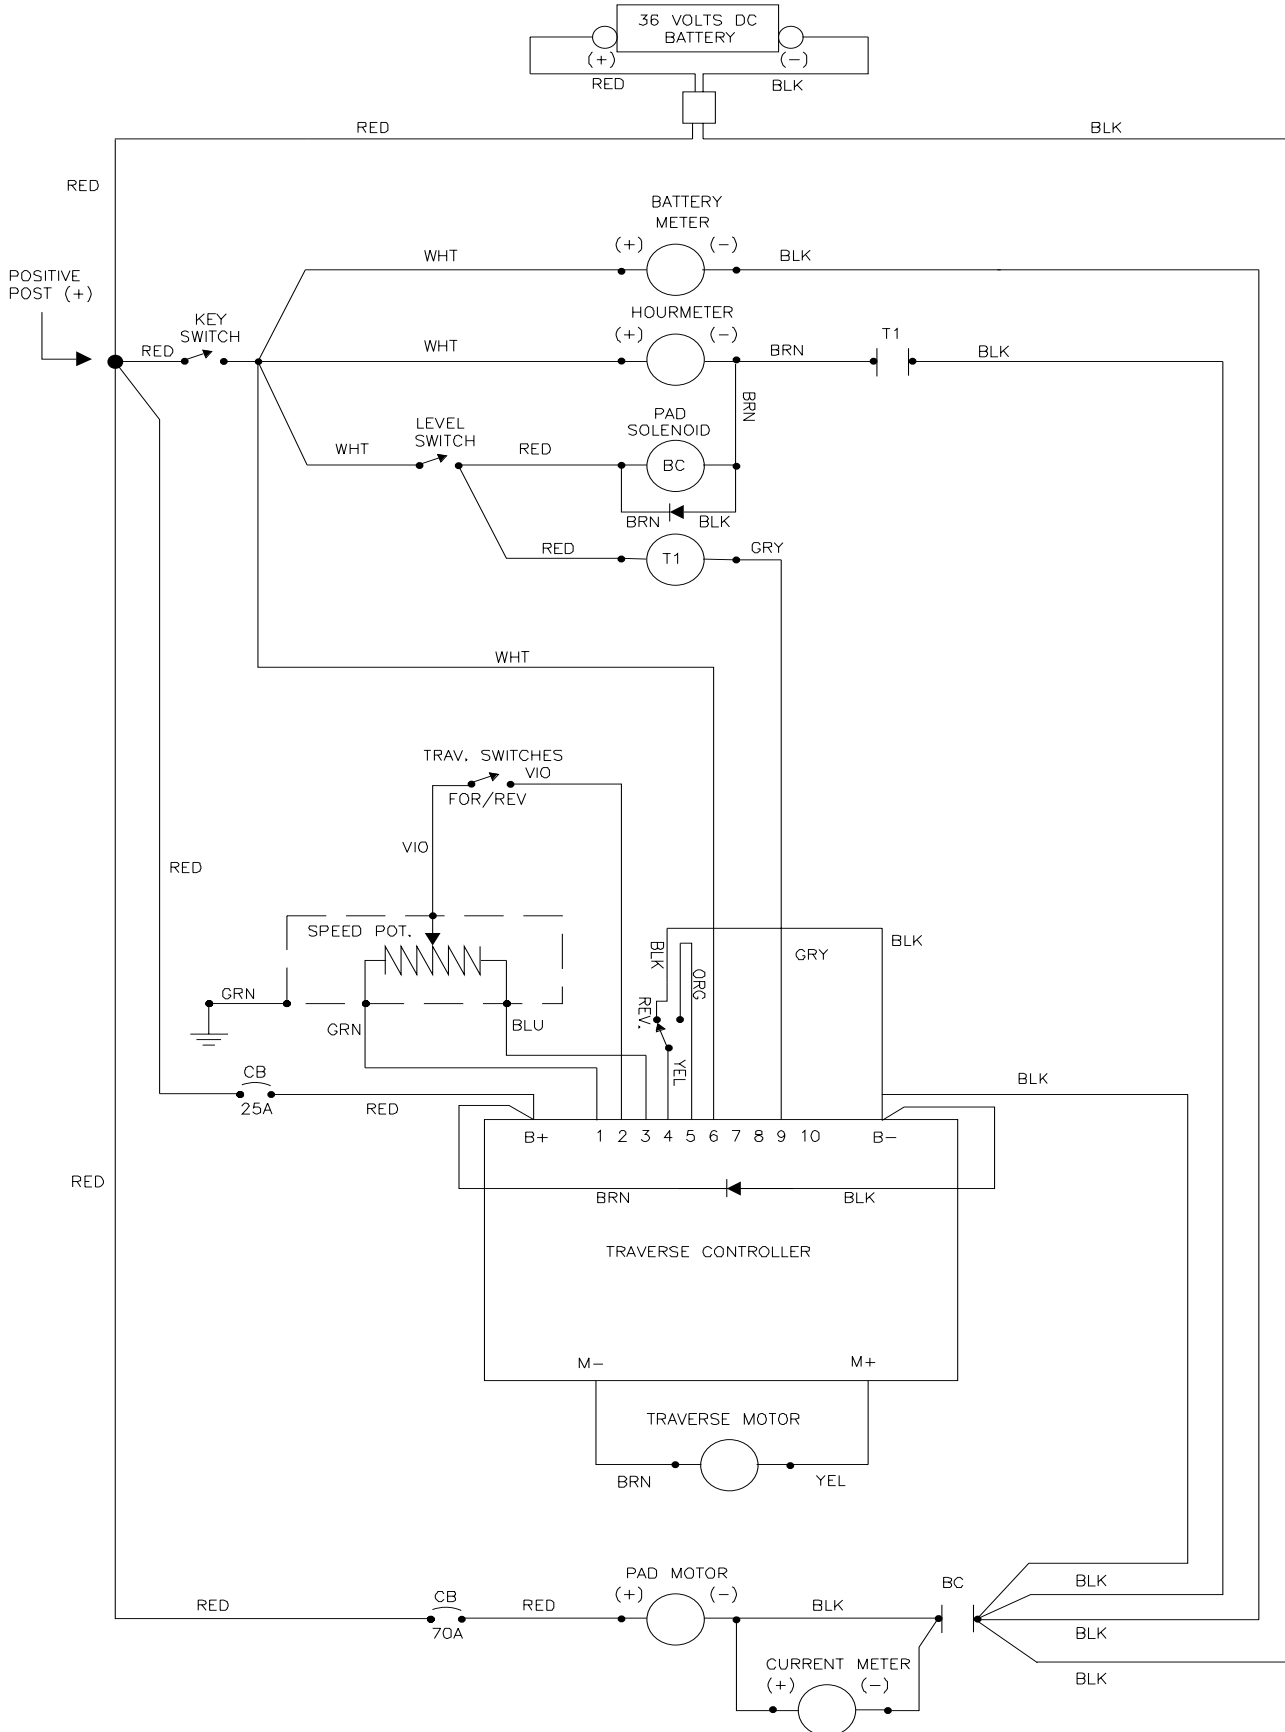 36 VOLTS DC
BATTERY
(+)
(-)
RED
BLK
RED
BLK
RED
BATTERY
METER
(+)
(-)
WHT
BLK
POSITIVE
POST (+)
KEY
SWITCH
RED
HOURMETER
(+)
(-)
WHT
BRN
T1
BLK
BRN
LEVEL
SWITCH
PAD
SOLENOID
WHT
RED
BC
BRN
BLK
RED
T1
GRY
WHT
TRAV. SWITCHES
VIO
FOR/REV
VIO
RED
SPEED POT.
BLK
ORG
GRY
BLK
GRN
GRN
BLU
REV.
YEL
CB
25A
RED
BLK
B+ 1 2 3 4 5 6 7 8 9 10 B-
RED
BRN
BLK
TRAVERSE CONTROLLER
M-
M+
TRAVERSE MOTOR
BRN
YEL
PAD MOTOR
(+)
(-)
RED
CB
70A
RED
BLK
BC
BLK
BLK
BLK
CURRENT METER
(+)
(-)